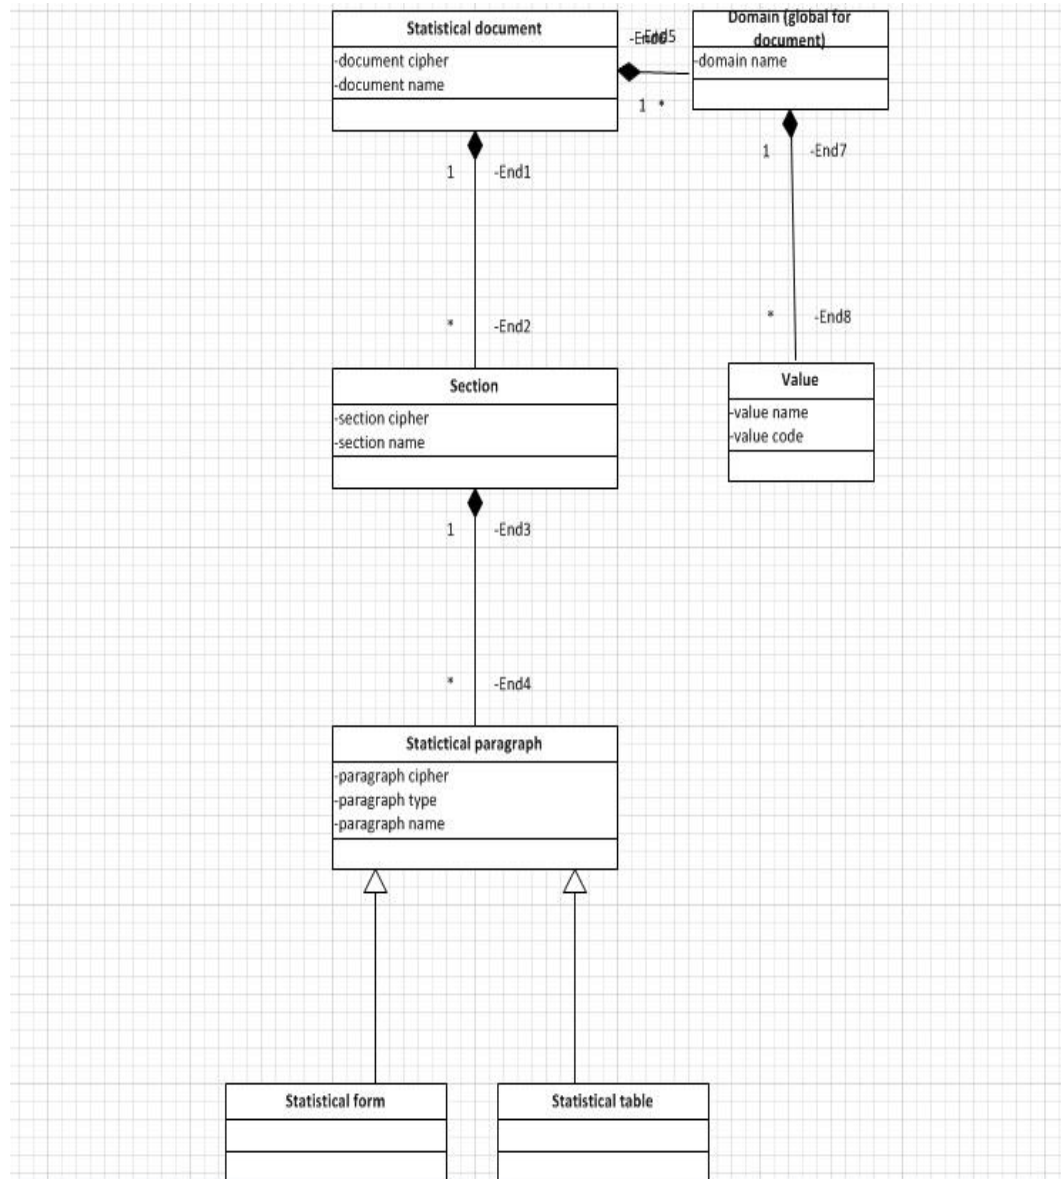 Statistical document
-document cipher
-document name
Domain (global for
document)
-domain name
1 *
1 -End1
1 -End7
* -End2
* -End8
Section
-section cipher
-section name
Value
-value name
-value code
1 -End3
* -End4
Statictical paragraph
-paragraph cipher
-paragraph type
-paragraph name
Statistical form
Statistical table